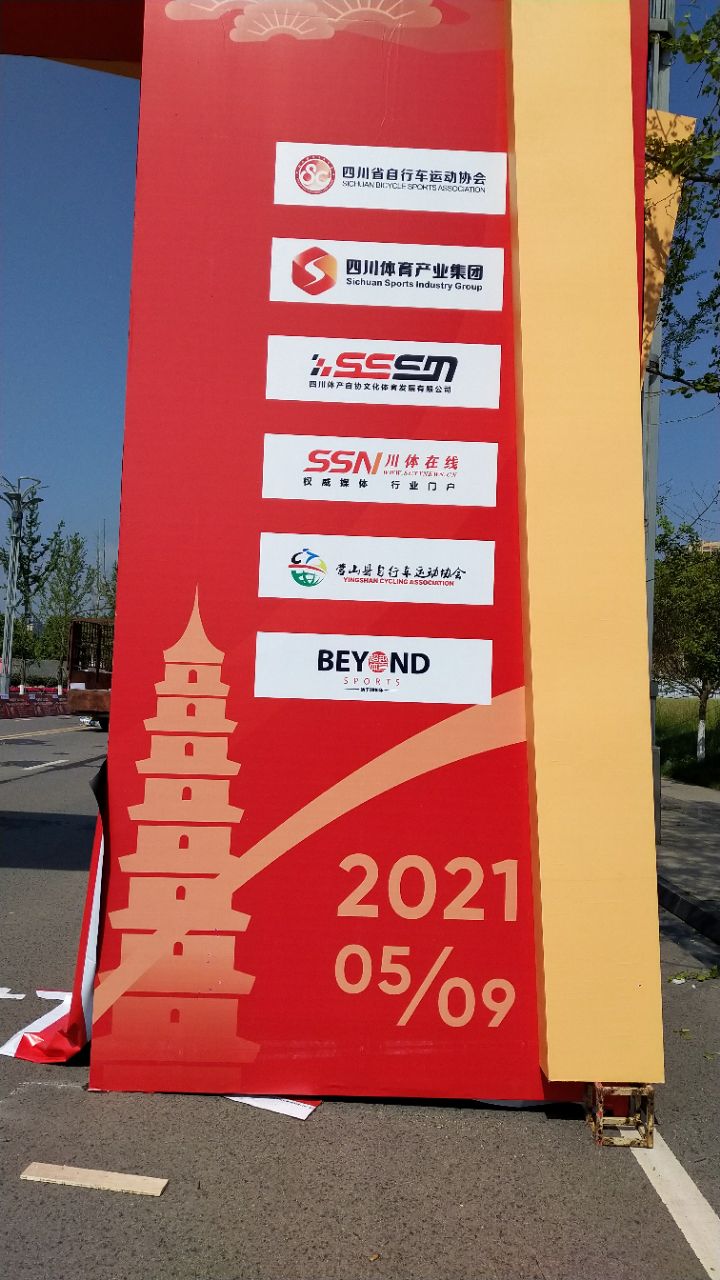 四川省自行车运动协会
SICHUAN BICYCLE SPORTS ASSOCIATION
四川体育产业集团
Sichuan Sports Industry Group
SSSM
四川体产自协文化体育发展有限公司
SSN川体在线
权威媒体 行业门户
营山县自行车运动协会
YINGSHAN CYCLING ASSOCIATION
BEYOND
SPORTS
2021
05/09